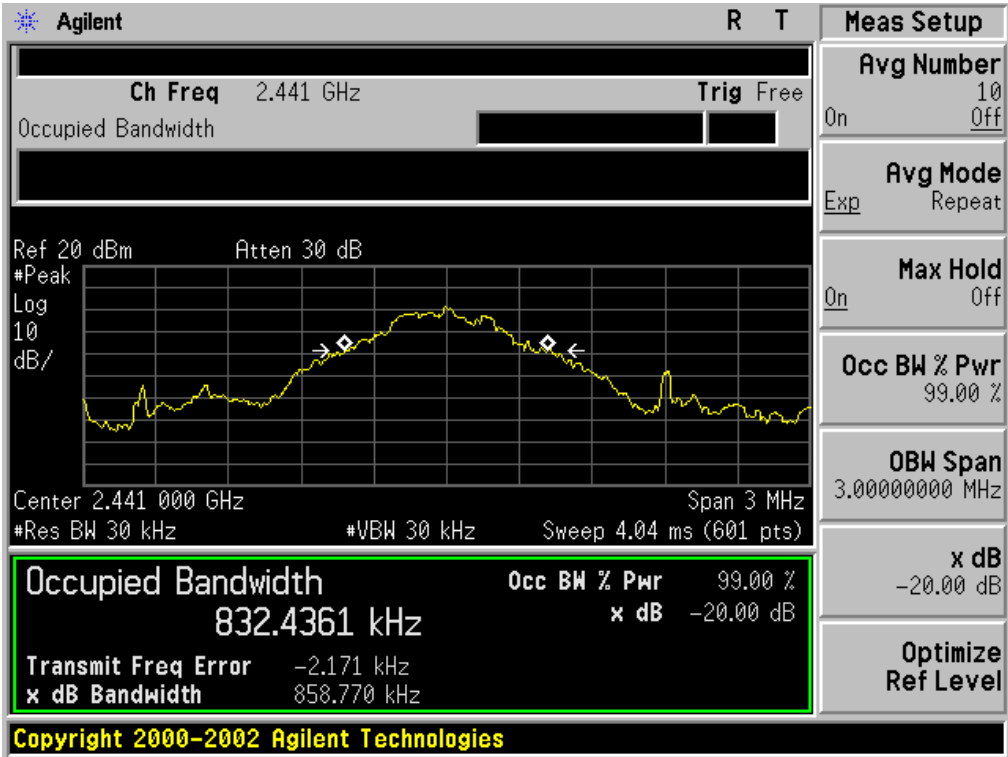 Agilent R T
Ch Freq 2.441 GHz Trig Free
Occupied Bandwidth
Ref 20 dBm Atten 30 dB
#Peak
Log
10
dB/
Center 2.441 000 GHz Span 3 MHz
#Res BW 30 kHz #VBW 30 kHz Sweep 4.04 ms (601 pts)
Occupied Bandwidth Occ BW % Pwr 99.00 %
832.4361 kHz x dB -20.00 dB
Transmit Freq Error -2.171 kHz
x dB Bandwidth 858.770 kHz
Copyright 2000-2002 Agilent Technologies
Meas Setup
Avg Number
10
On Off
Avg Mode
Exp Repeat
Max Hold
On Off
Occ BW % Pwr
99.00 %
OBW Span
3.00000000 MHz
x dB
-20.00 dB
Optimize
Ref Level